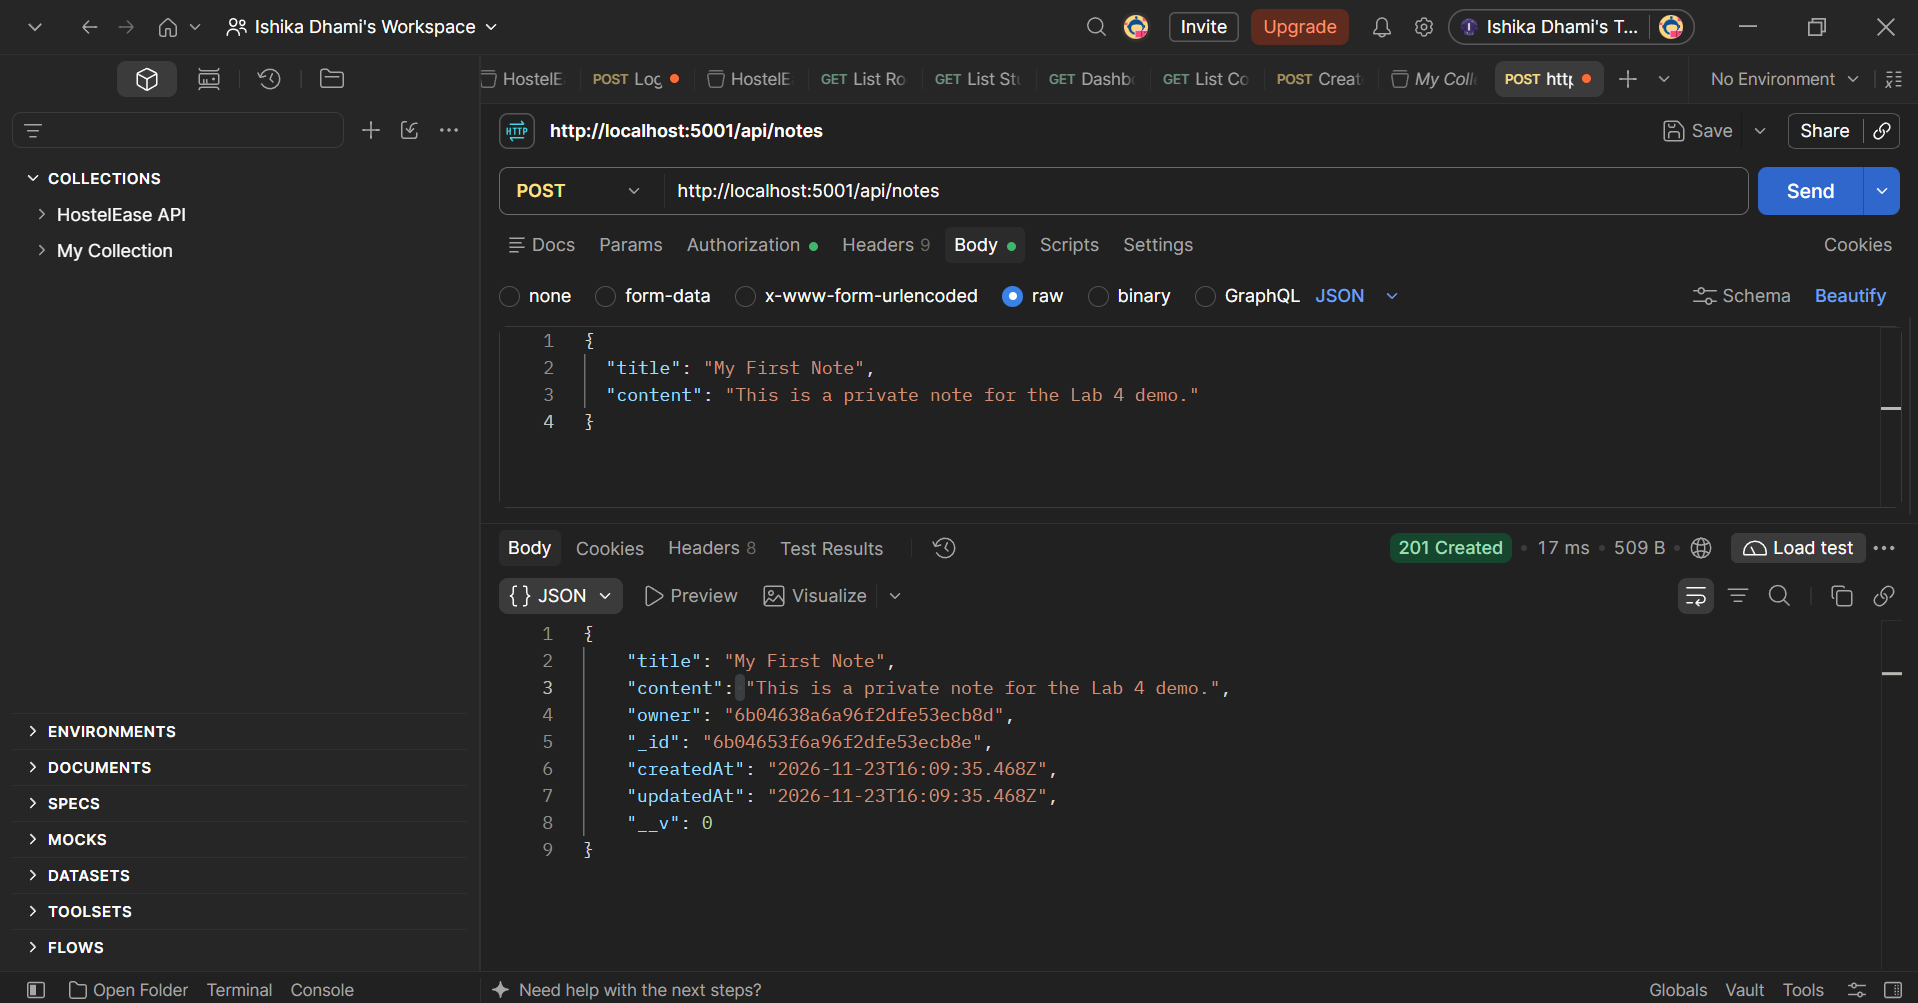 Ishika Dhami's Workspace
Invite
Upgrade
Ishika Dhami's T...
HostelE
POST Log
HostelE
GET List Ro
GET List Stu
GET Dashb
GET List Co
POST Creat
My Coll
POST http
No Environment
HTTP
http://localhost:5001/api/notes
Save
Share
COLLECTIONS
HostelEase API
My Collection
POST
http://localhost:5001/api/notes
Send
Docs
Params
Authorization
Headers 9
Body
Scripts
Settings
Cookies
none
form-data
x-www-form-urlencoded
raw
binary
GraphQL
JSON
Schema
Beautify
1 {
2 "title": "My First Note",
3 "content": "This is a private note for the Lab 4 demo."
4 }
Body
Cookies
Headers 8
Test Results
201 Created
17 ms
509 B
Load test
{} JSON
Preview
Visualize
1 {
2 "title": "My First Note",
3 "content": "This is a private note for the Lab 4 demo.",
4 "owner": "6b04638a6a96f2dfe53ecb8d",
5 "_id": "6b04653f6a96f2dfe53ecb8e",
6 "createdAt": "2026-11-23T16:09:35.468Z",
7 "updatedAt": "2026-11-23T16:09:35.468Z",
8 "__v": 0
9 }
ENVIRONMENTS
DOCUMENTS
SPECS
MOCKS
DATASETS
TOOLSETS
FLOWS
Open Folder
Terminal
Console
Need help with the next steps?
Globals
Vault
Tools